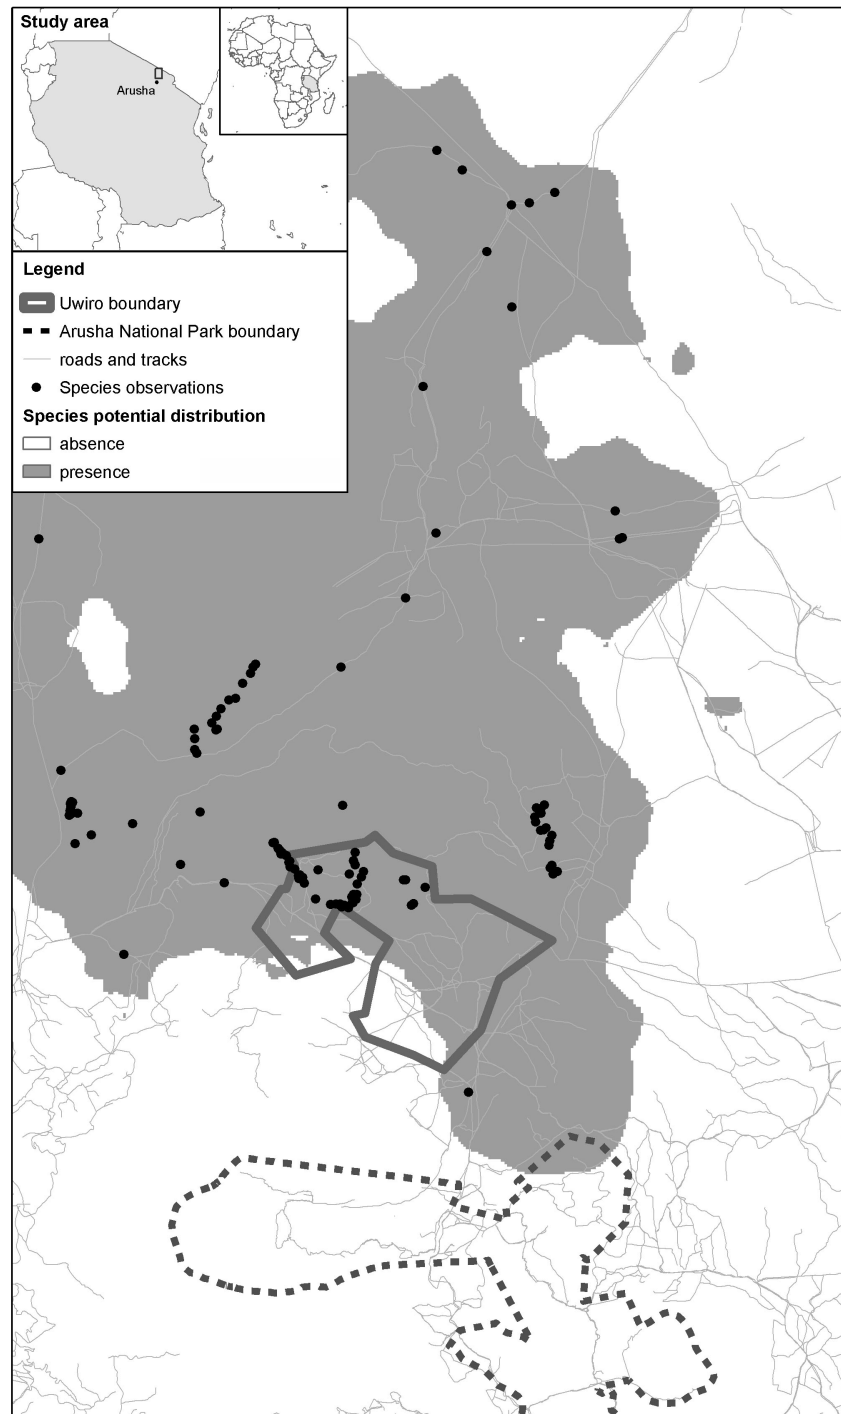 Study area
Arusha
Legend
Uwiro boundary
Arusha National Park boundary
roads and tracks
Species observations
Species potential distribution
absence
presence